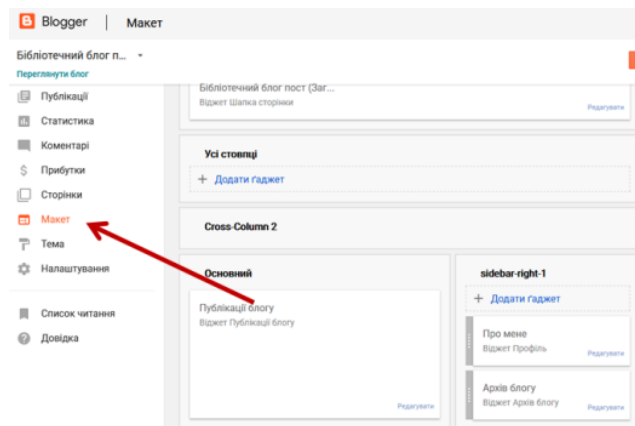 Blogger | Макет
Бібліотечний блог п...
Переглянути блог
Публікації
Статистика
Коментарі
Прибутки
Сторінки
Макет
Тема
Налаштування
Список читання
Довідка
Бібліотечний блог пост (Заг...
Віджет Шапка сторінки
Редагувати
Усі стовпці
+ Додати ґаджет
Cross-Column 2
Основний
Публікації блогу
Віджет Публікації блогу
Редагувати
sidebar-right-1
+ Додати ґаджет
Про мене
Віджет Профіль
Редагувати
Архів блогу
Віджет Архів блогу
Редагувати